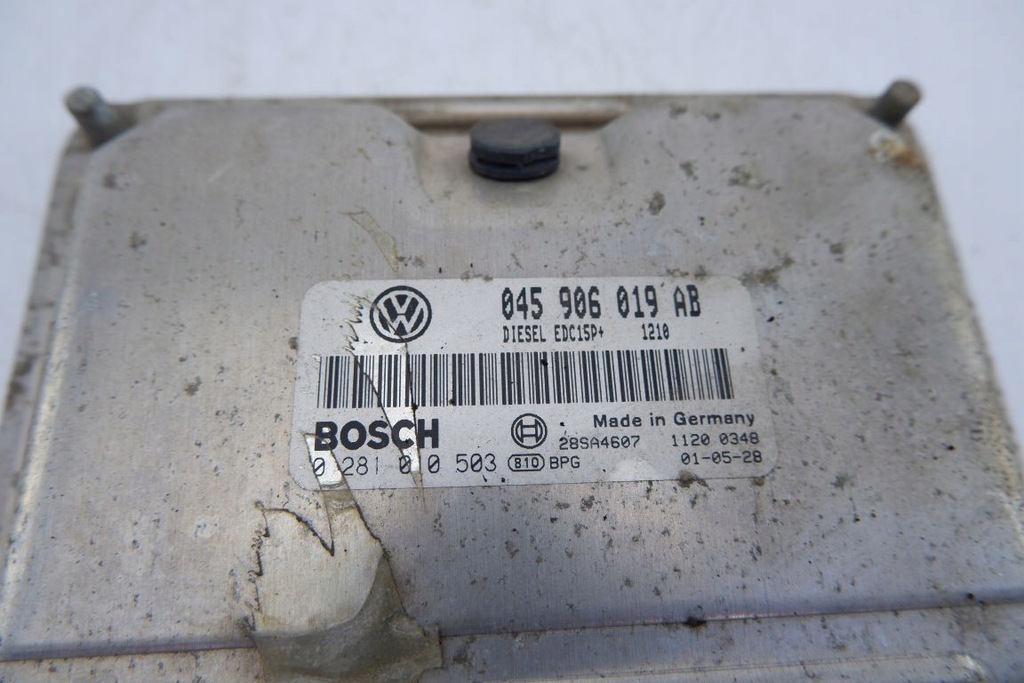 045 906 019 AB
DIESEL EDC15P+ 1210
BOSCH
Made in Germany
28SA4607 1120 0348
0 281 010 503 810 BPG 01-05-28